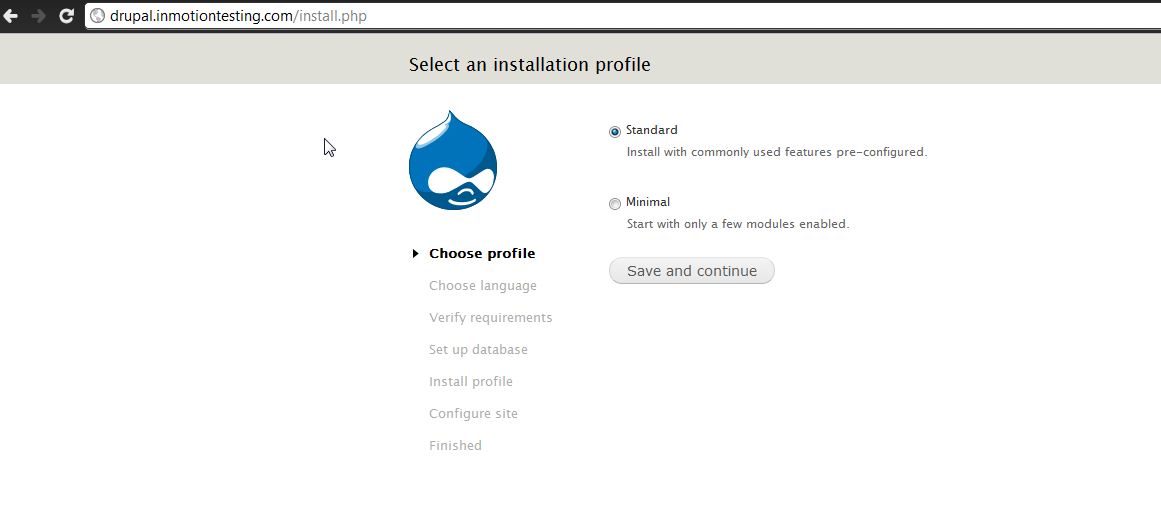 drupal.inmotiontesting.com/install.php
Select an installation profile
Standard
Install with commonly used features pre-configured.
Minimal
Start with only a few modules enabled.
Save and continue
Choose profile
Choose language
Verify requirements
Set up database
Install profile
Configure site
Finished